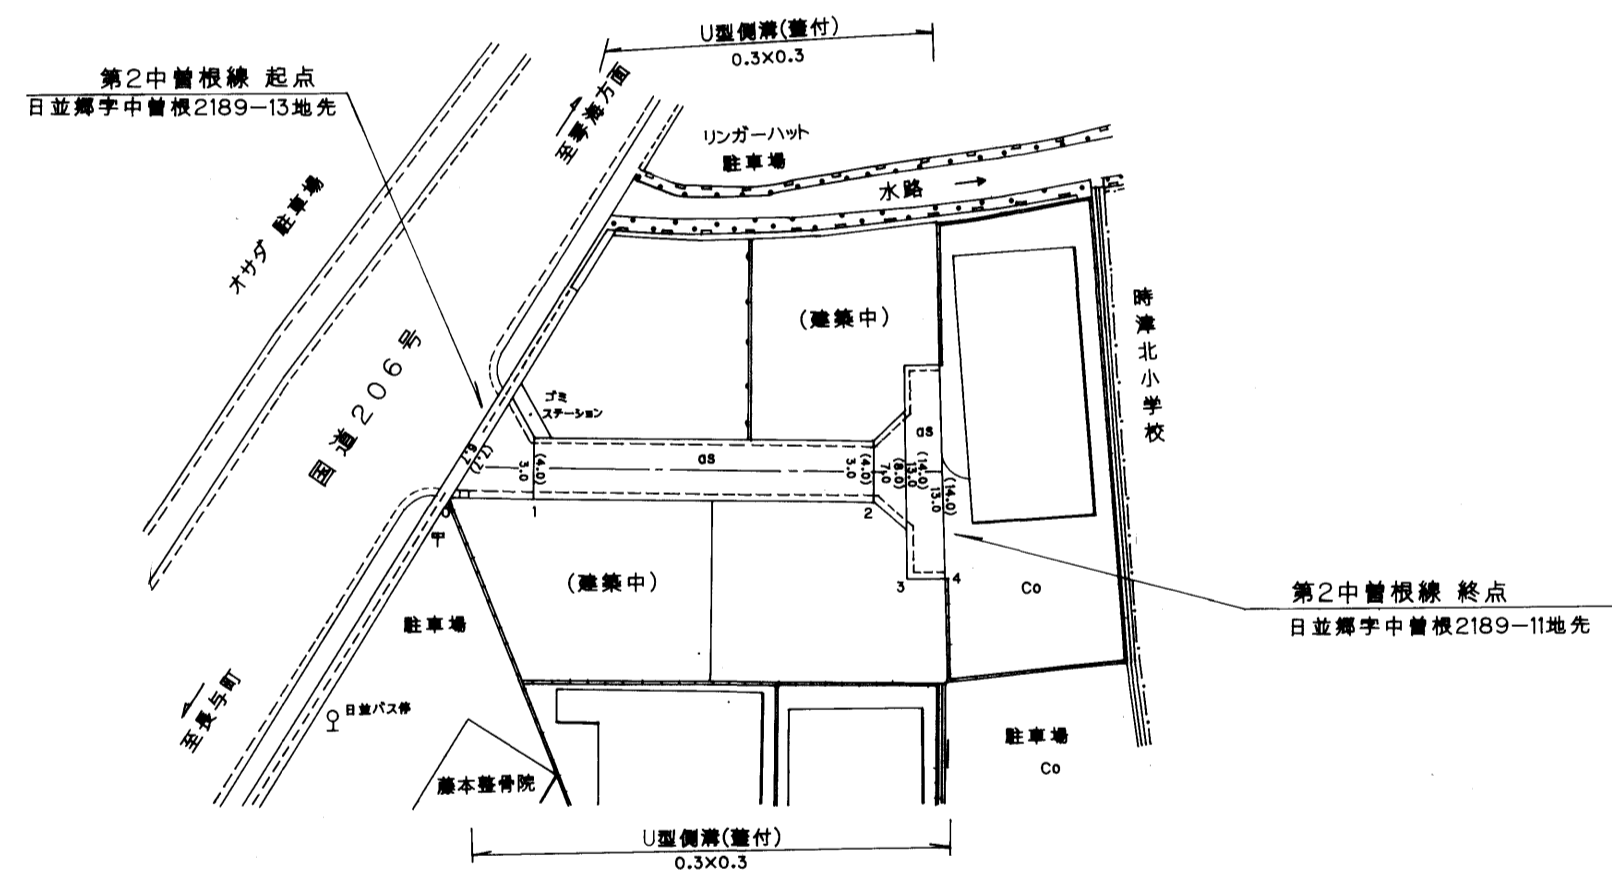 U型側溝(蓋付)
0.3×0.3
第2中曽根線 起点
日並郷字中曽根2189-13地先
至琴海方面
リンガーハット
駐車場
水路
オサダ 駐車場
国道206号
(建築中)
時津北小学校
ゴミ
ステーション
as
as
(7.7)
6.7
(4.0)
3.0
(4.0)
3.0
(8.0)
7.0
(14.0)
13.0
(14.0)
13.0
0
1
2
3
4
(建築中)
Co
第2中曽根線 終点
日並郷字中曽根2189-11地先
駐車場
至長与町
日並バス停
藤本整骨院
駐車場
Co
U型側溝(蓋付)
0.3×0.3